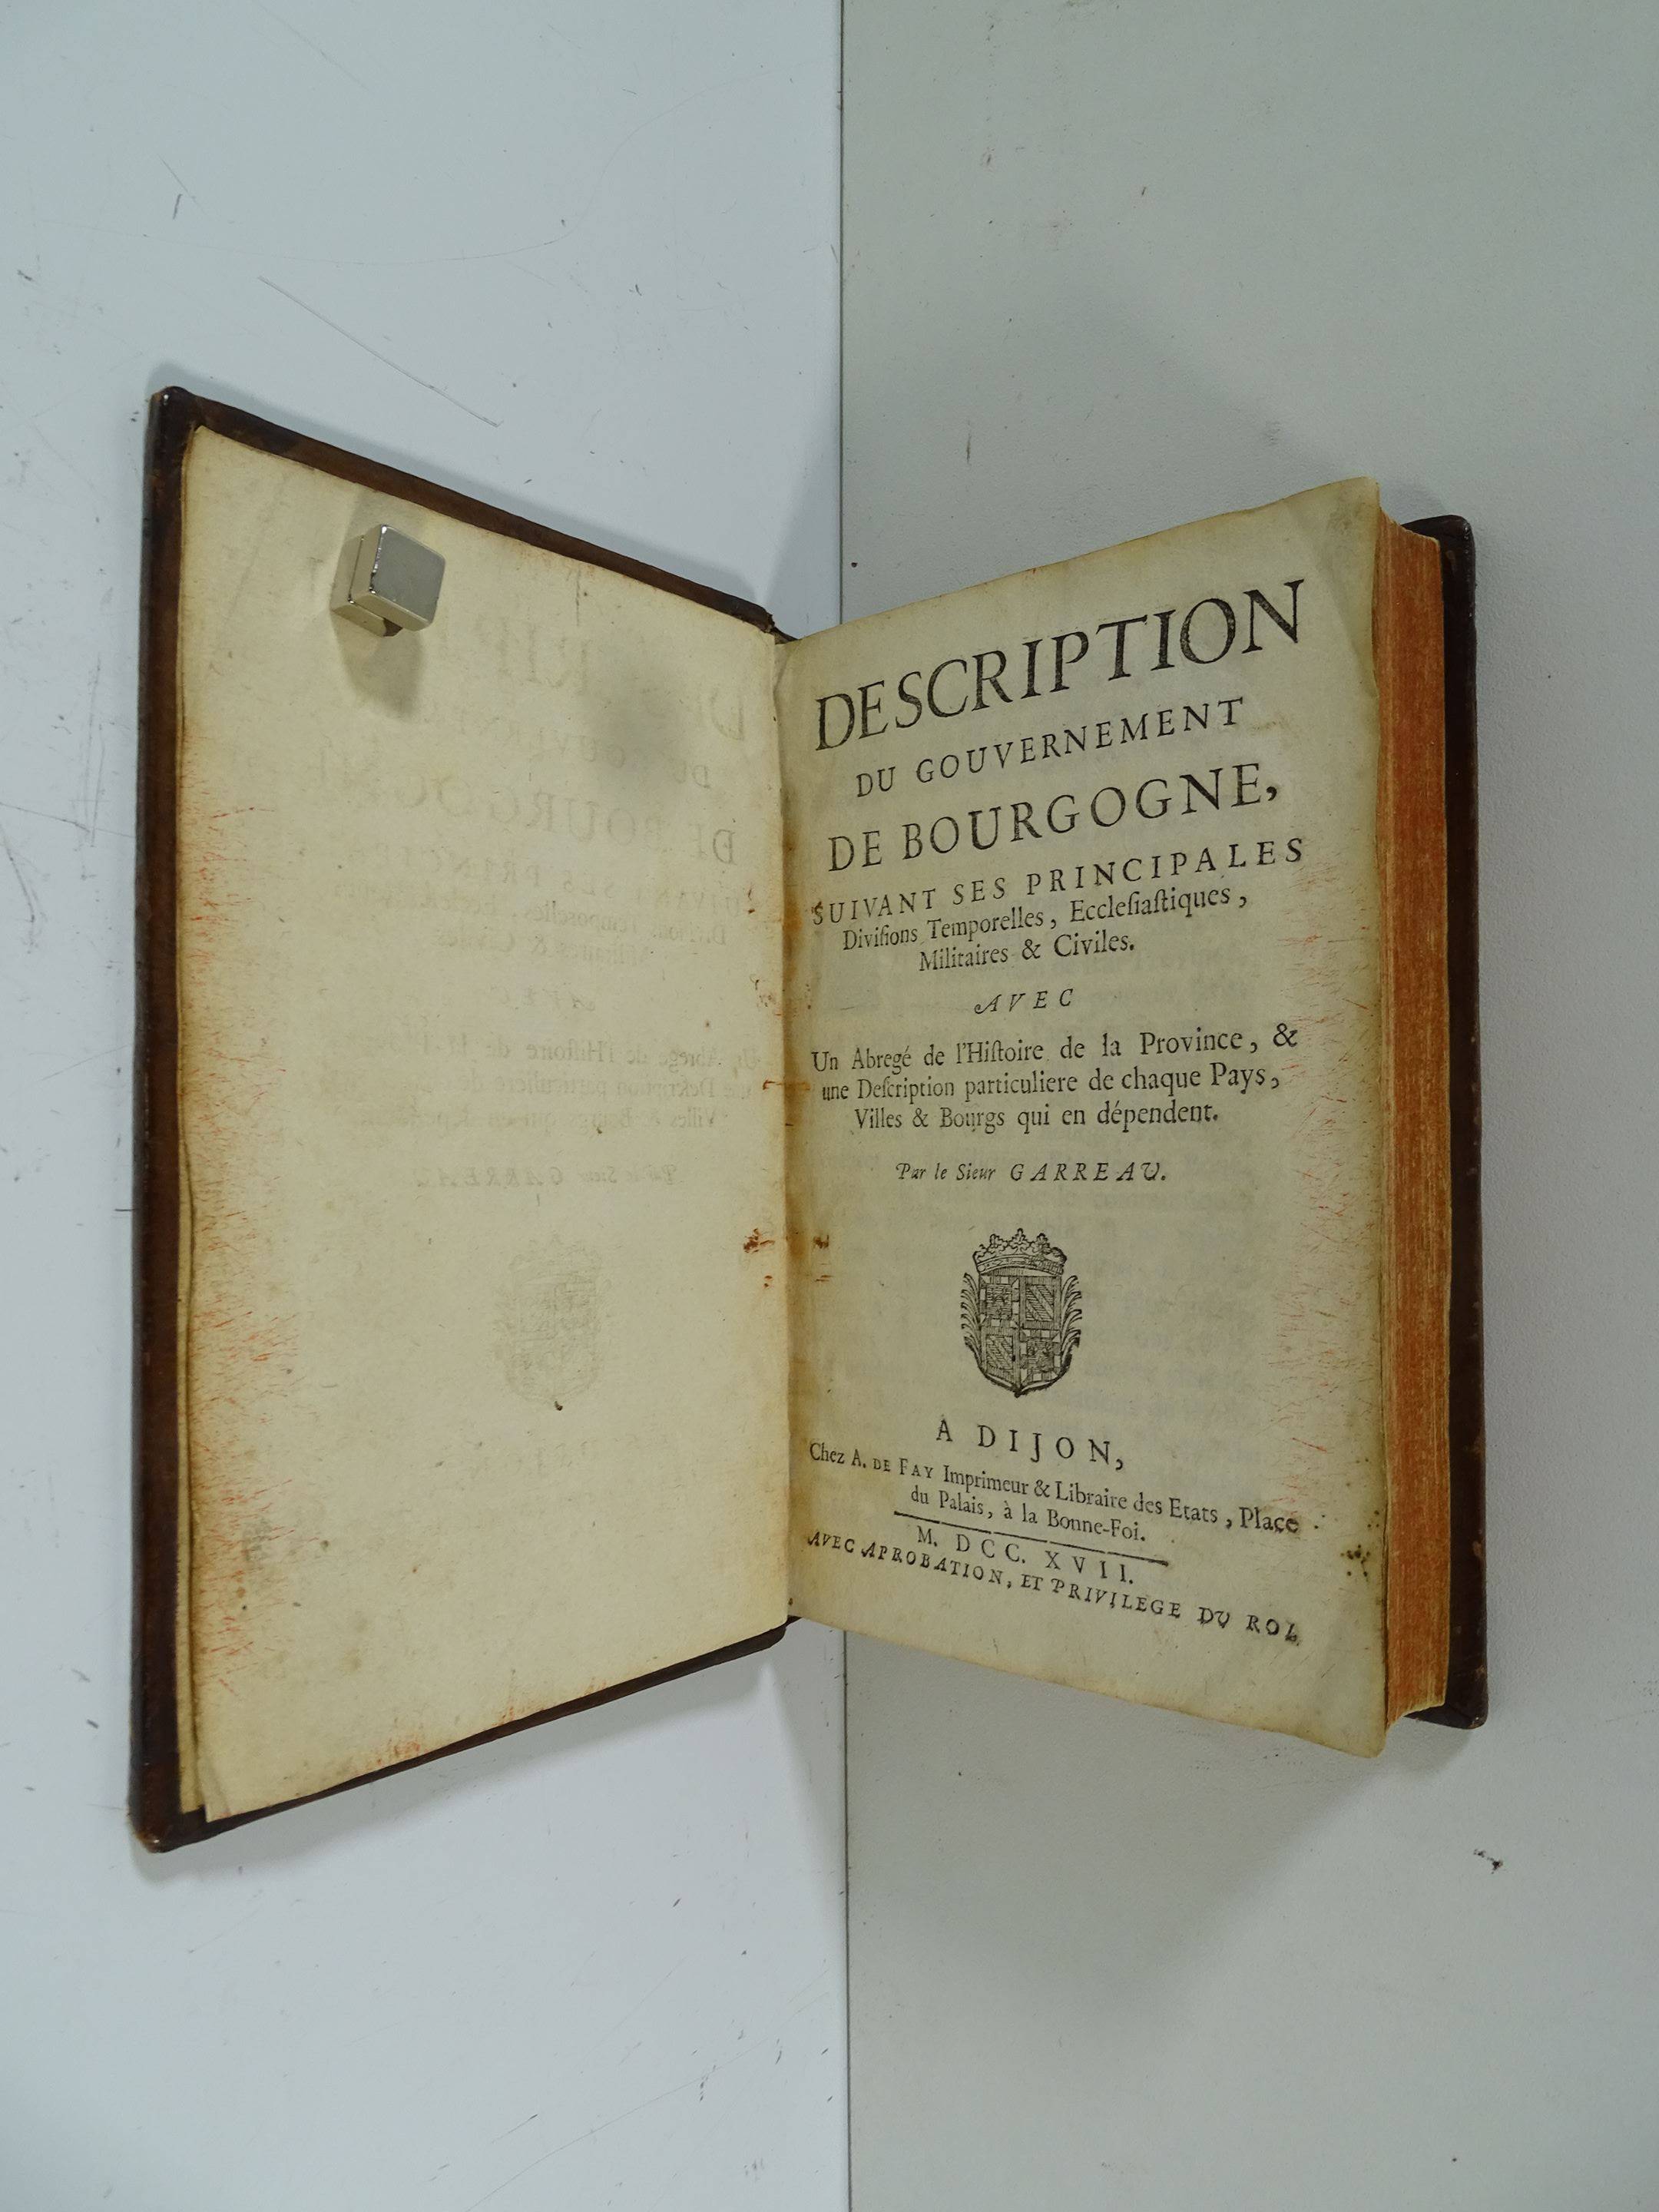 DESCRIPTION
DU GOUVERNEMENT
DE BOURGOGNE,
SUIVANT SES PRINCIPALES
Diviſions Temporelles, Eccleſiaſtiques,
Militaires & Civiles.
AVEC
Un Abregé de l'Hiſtoire de la Province, &
une Deſcription particuliere de chaque Pays,
Villes & Bourgs qui en dépendent.
Par le Sieur GARREAU.
A DIJON,
Chez A. DE FAY Imprimeur & Libraire des Etats, Place
du Palais, à la Bonne-Foi.
M. DCC. XVII.
AVEC APROBATION, ET PRIVILEGE DU ROI.